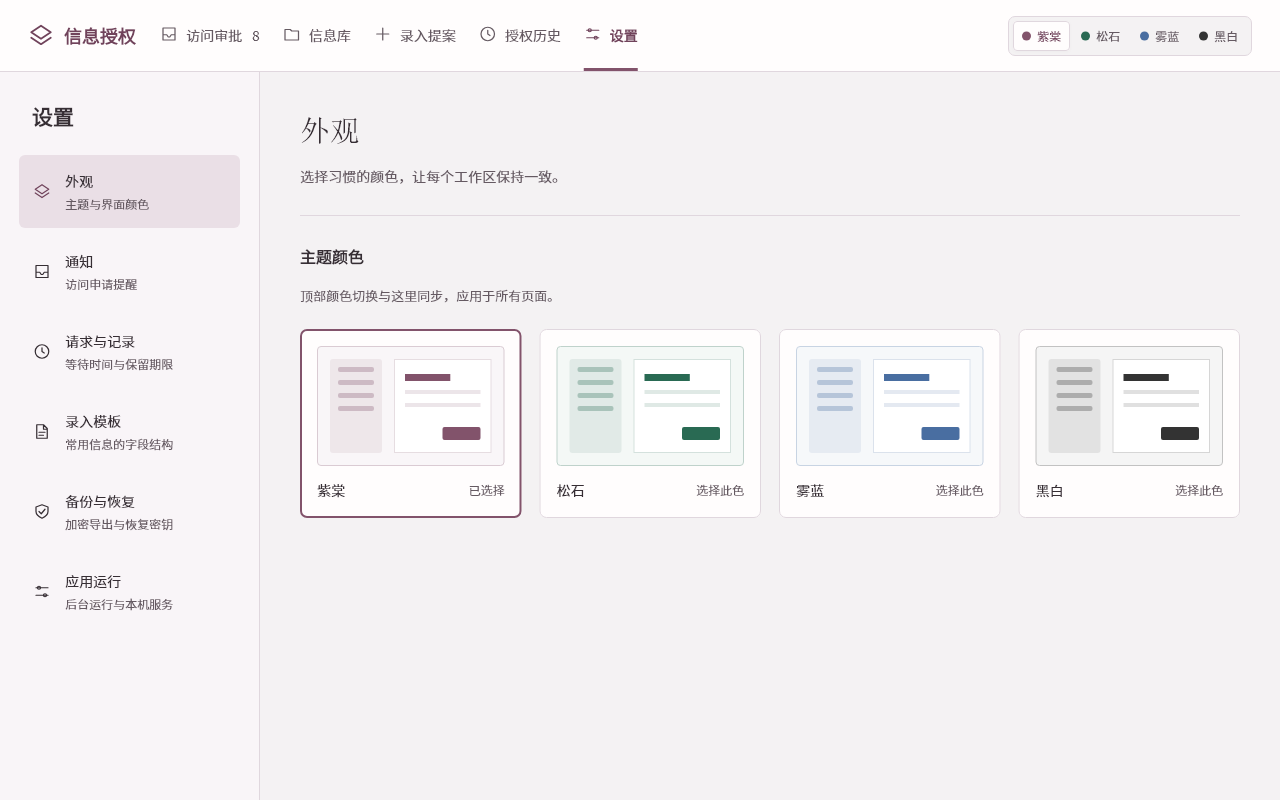 信息授权
访问审批 8
信息库
录入提案
授权历史
设置
紫棠
松石
雾蓝
黑白
设置
外观
主题与界面颜色
通知
访问申请提醒
请求与记录
等待时间与保留期限
录入模板
常用信息的字段结构
备份与恢复
加密导出与恢复密钥
应用运行
后台运行与本机服务
外观
选择习惯的颜色，让每个工作区保持一致。
主题颜色
顶部颜色切换与这里同步，应用于所有页面。
紫棠 已选择
松石 选择此色
雾蓝 选择此色
黑白 选择此色